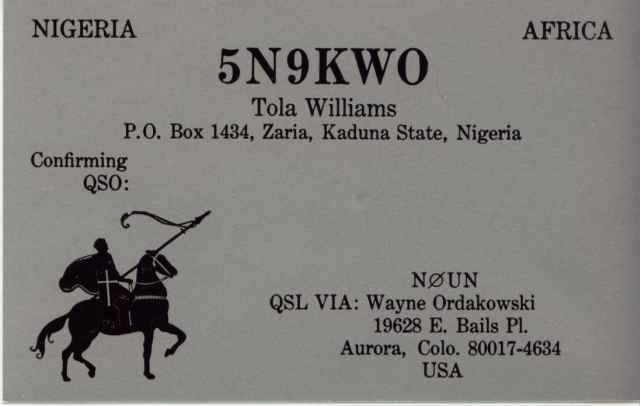 NIGERIA AFRICA
5N9KWO
Tola Williams
P.O. Box 1434, Zaria, Kaduna State, Nigeria
Confirming
QSO:
NØUN
QSL VIA: Wayne Ordakowski
19628 E. Bails Pl.
Aurora, Colo. 80017-4634
USA